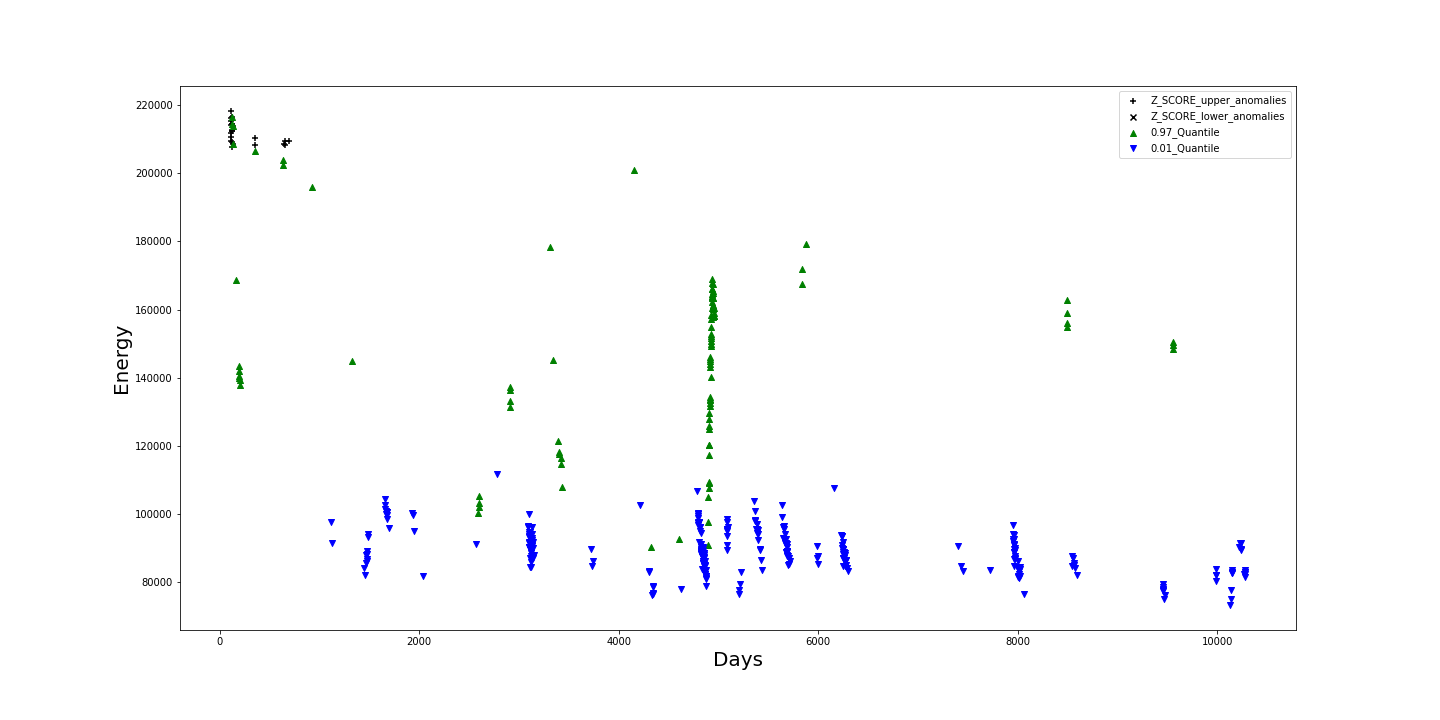 Z_SCORE_upper_anomalies
Z_SCORE_lower_anomalies
0.97_Quantile
0.01_Quantile
220000
200000
180000
160000
140000
120000
100000
80000
Energy
0 2000 4000 6000 8000 10000
Days